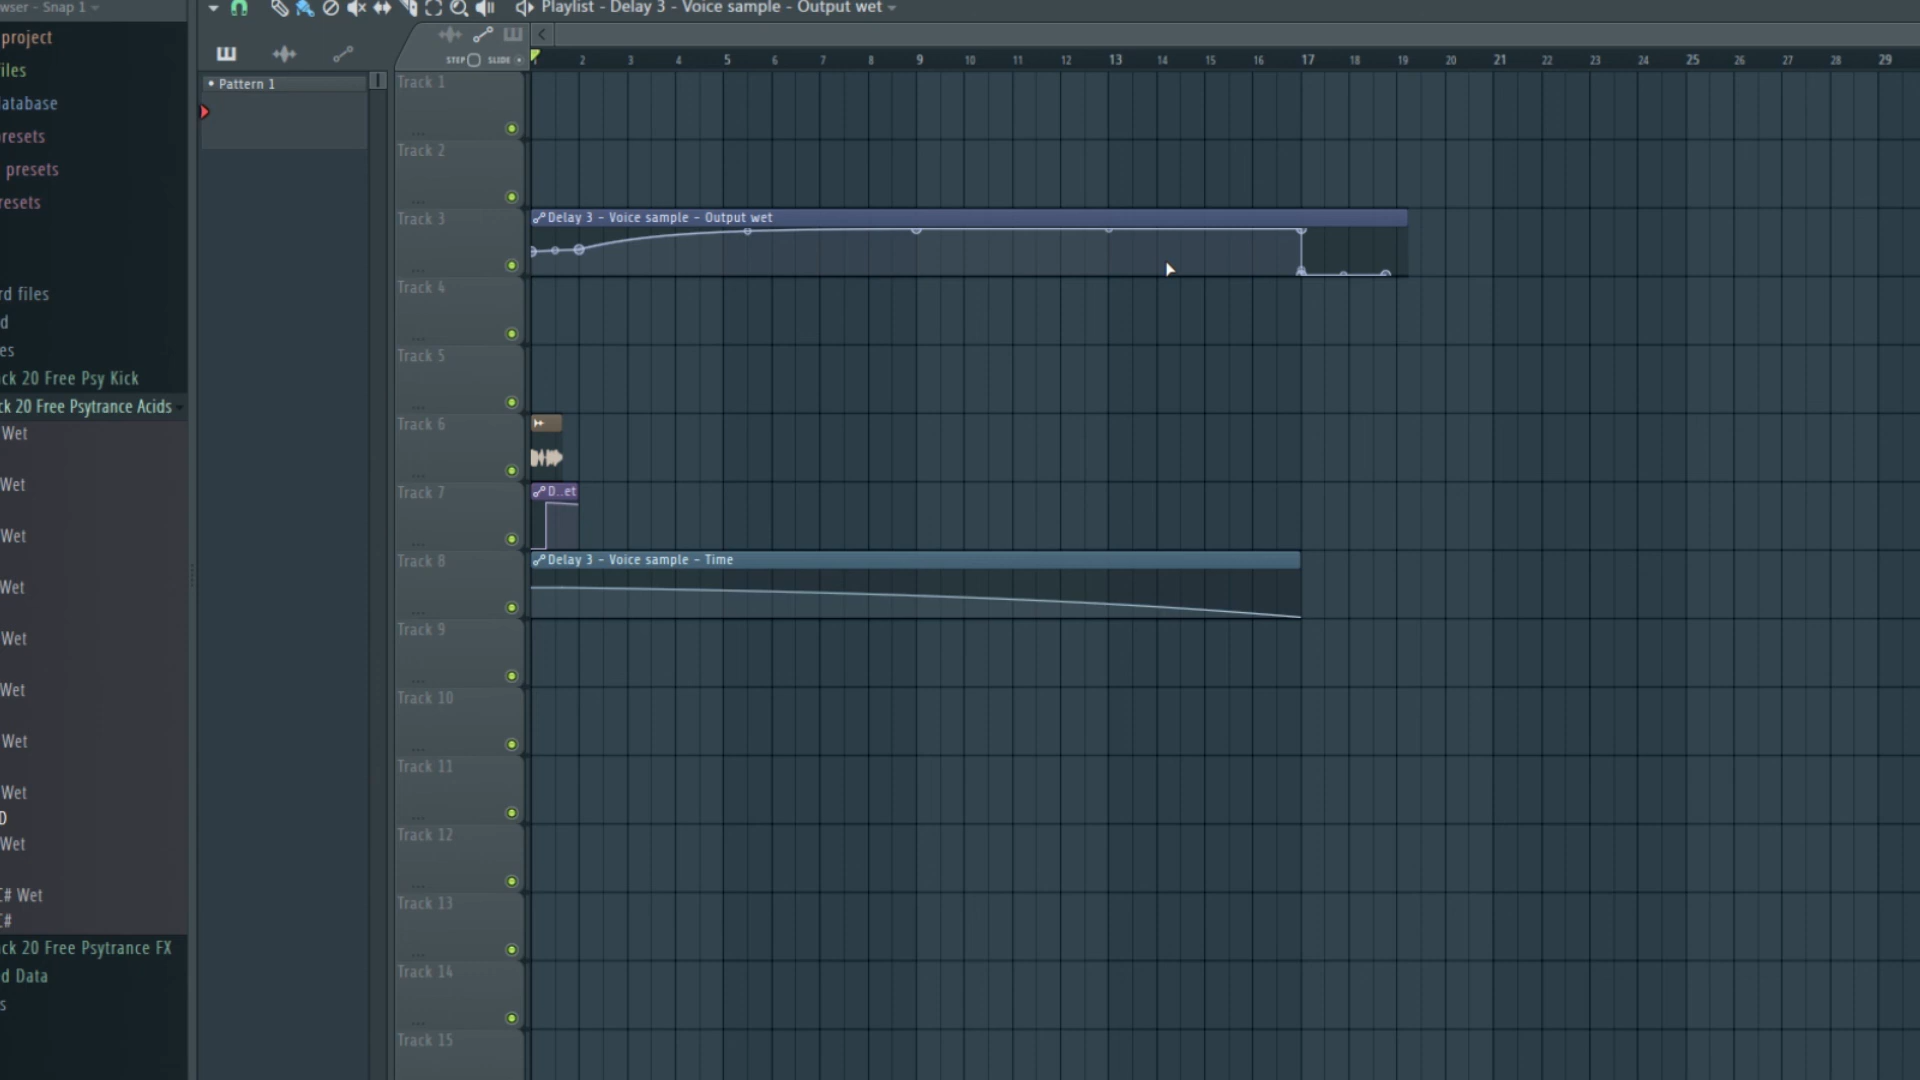 wser - Snap 1
Playlist - Delay 3 - Voice sample - Output wet
project
iles
atabase
resets
presets
resets
rd files
d
es
ck 20 Free Psy Kick
ck 20 Free Psytrance Acids
Wet
Wet
Wet
Wet
Wet
Wet
Wet
Wet
D
Wet
C# Wet
C#
ck 20 Free Psytrance FX
d Data
s
Pattern 1
STEP SLIDE
1 2 3 4 5 6 7 8 9 10 11 12 13 14 15 16 17 18 19 20 21 22 23 24 25 26 27 28 29
Track 1
Track 2
Track 3
Delay 3 - Voice sample - Output wet
Track 4
Track 5
Track 6
Track 7
D..et
Track 8
Delay 3 - Voice sample - Time
Track 9
Track 10
Track 11
Track 12
Track 13
Track 14
Track 15